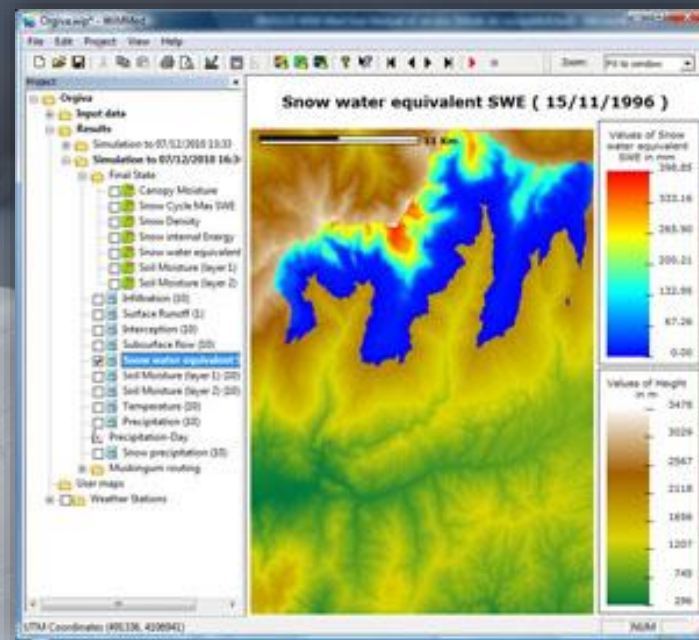 Orgiva.wip* - WiMMed
File Edit Project View Help
Zoom: Fit to window
Project
Orgiva
Input data
Results
Simulation to 07/12/2010 13:33
Simulation to 07/12/2010 16:3
Final State
Canopy Moisture
Snow Cycle Max SWE
Snow Density
Snow internal Energy
Snow water equivalent
Soil Moisture (layer 1)
Soil Moisture (layer 2)
Infiltration (10)
Surface Runoff (1)
Interception (10)
Subsurface flow (10)
Snow water equivalent
Soil Moisture (layer 1) (10)
Soil Moisture (layer 2) (10)
Temperature (10)
Precipitation (10)
Precipitation-Day
Snow precipitation (10)
Muskingum routing
User maps
Weather Stations
Snow water equivalent SWE ( 15/11/1996 )
11 Km
Values of Snow
water equivalent
SWE in mm
398.85
333.16
265.90
200.21
132.95
67.26
0.00
Values of Height
in m
3476
3029
2567
2118
1656
1207
745
296
UTM Coordinates (491336, 4106941)
NUM